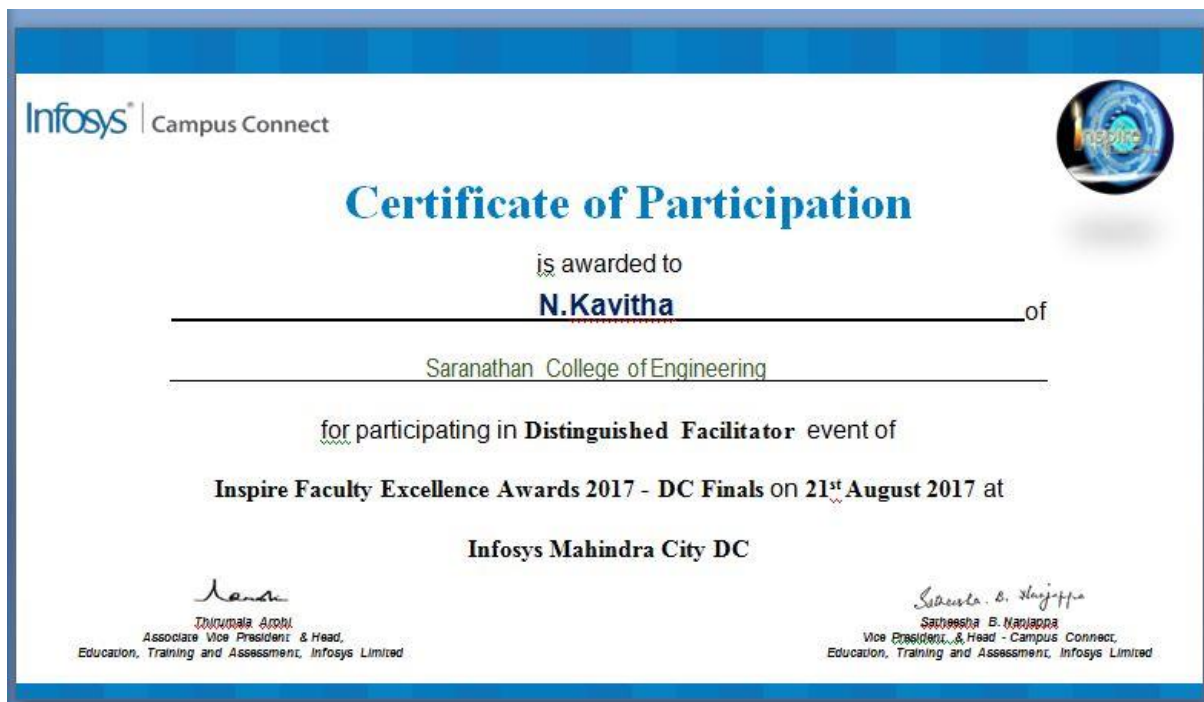 Infosys® | Campus Connect
Inspire
Certificate of Participation
is awarded to
N.Kavitha of
Saranathan College of Engineering
for participating in Distinguished Facilitator event of
Inspire Faculty Excellence Awards 2017 - DC Finals on 21st August 2017 at
Infosys Mahindra City DC
Thirumala Arohi
Associate Vice President & Head,
Education, Training and Assessment, Infosys Limited
Satheesha. B. Nanjappa
Satheesha B. Nanjappa
Vice President & Head - Campus Connect,
Education, Training and Assessment, Infosys Limited